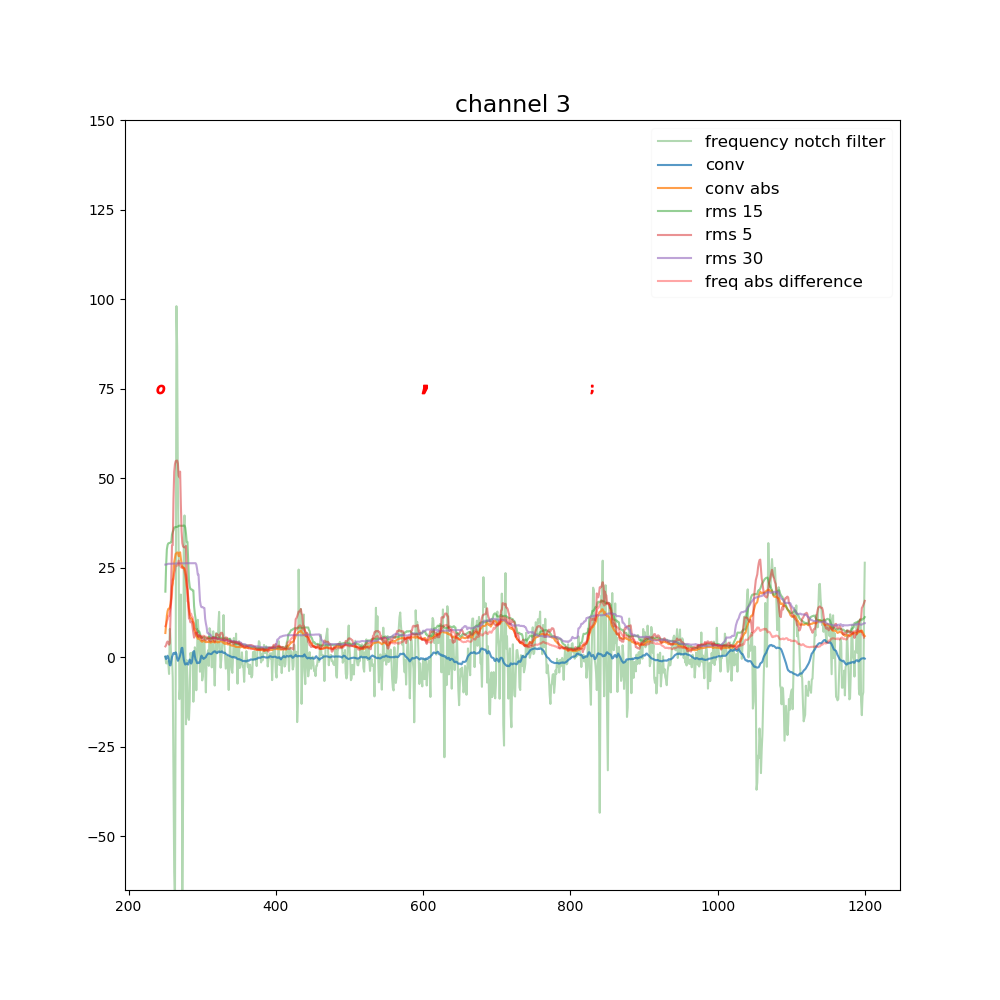 channel 3
150
125
100
75
50
25
0
−25
−50
200
400
600
800
1000
1200
frequency notch filter
conv
conv abs
rms 15
rms 5
rms 30
freq abs difference
o
;